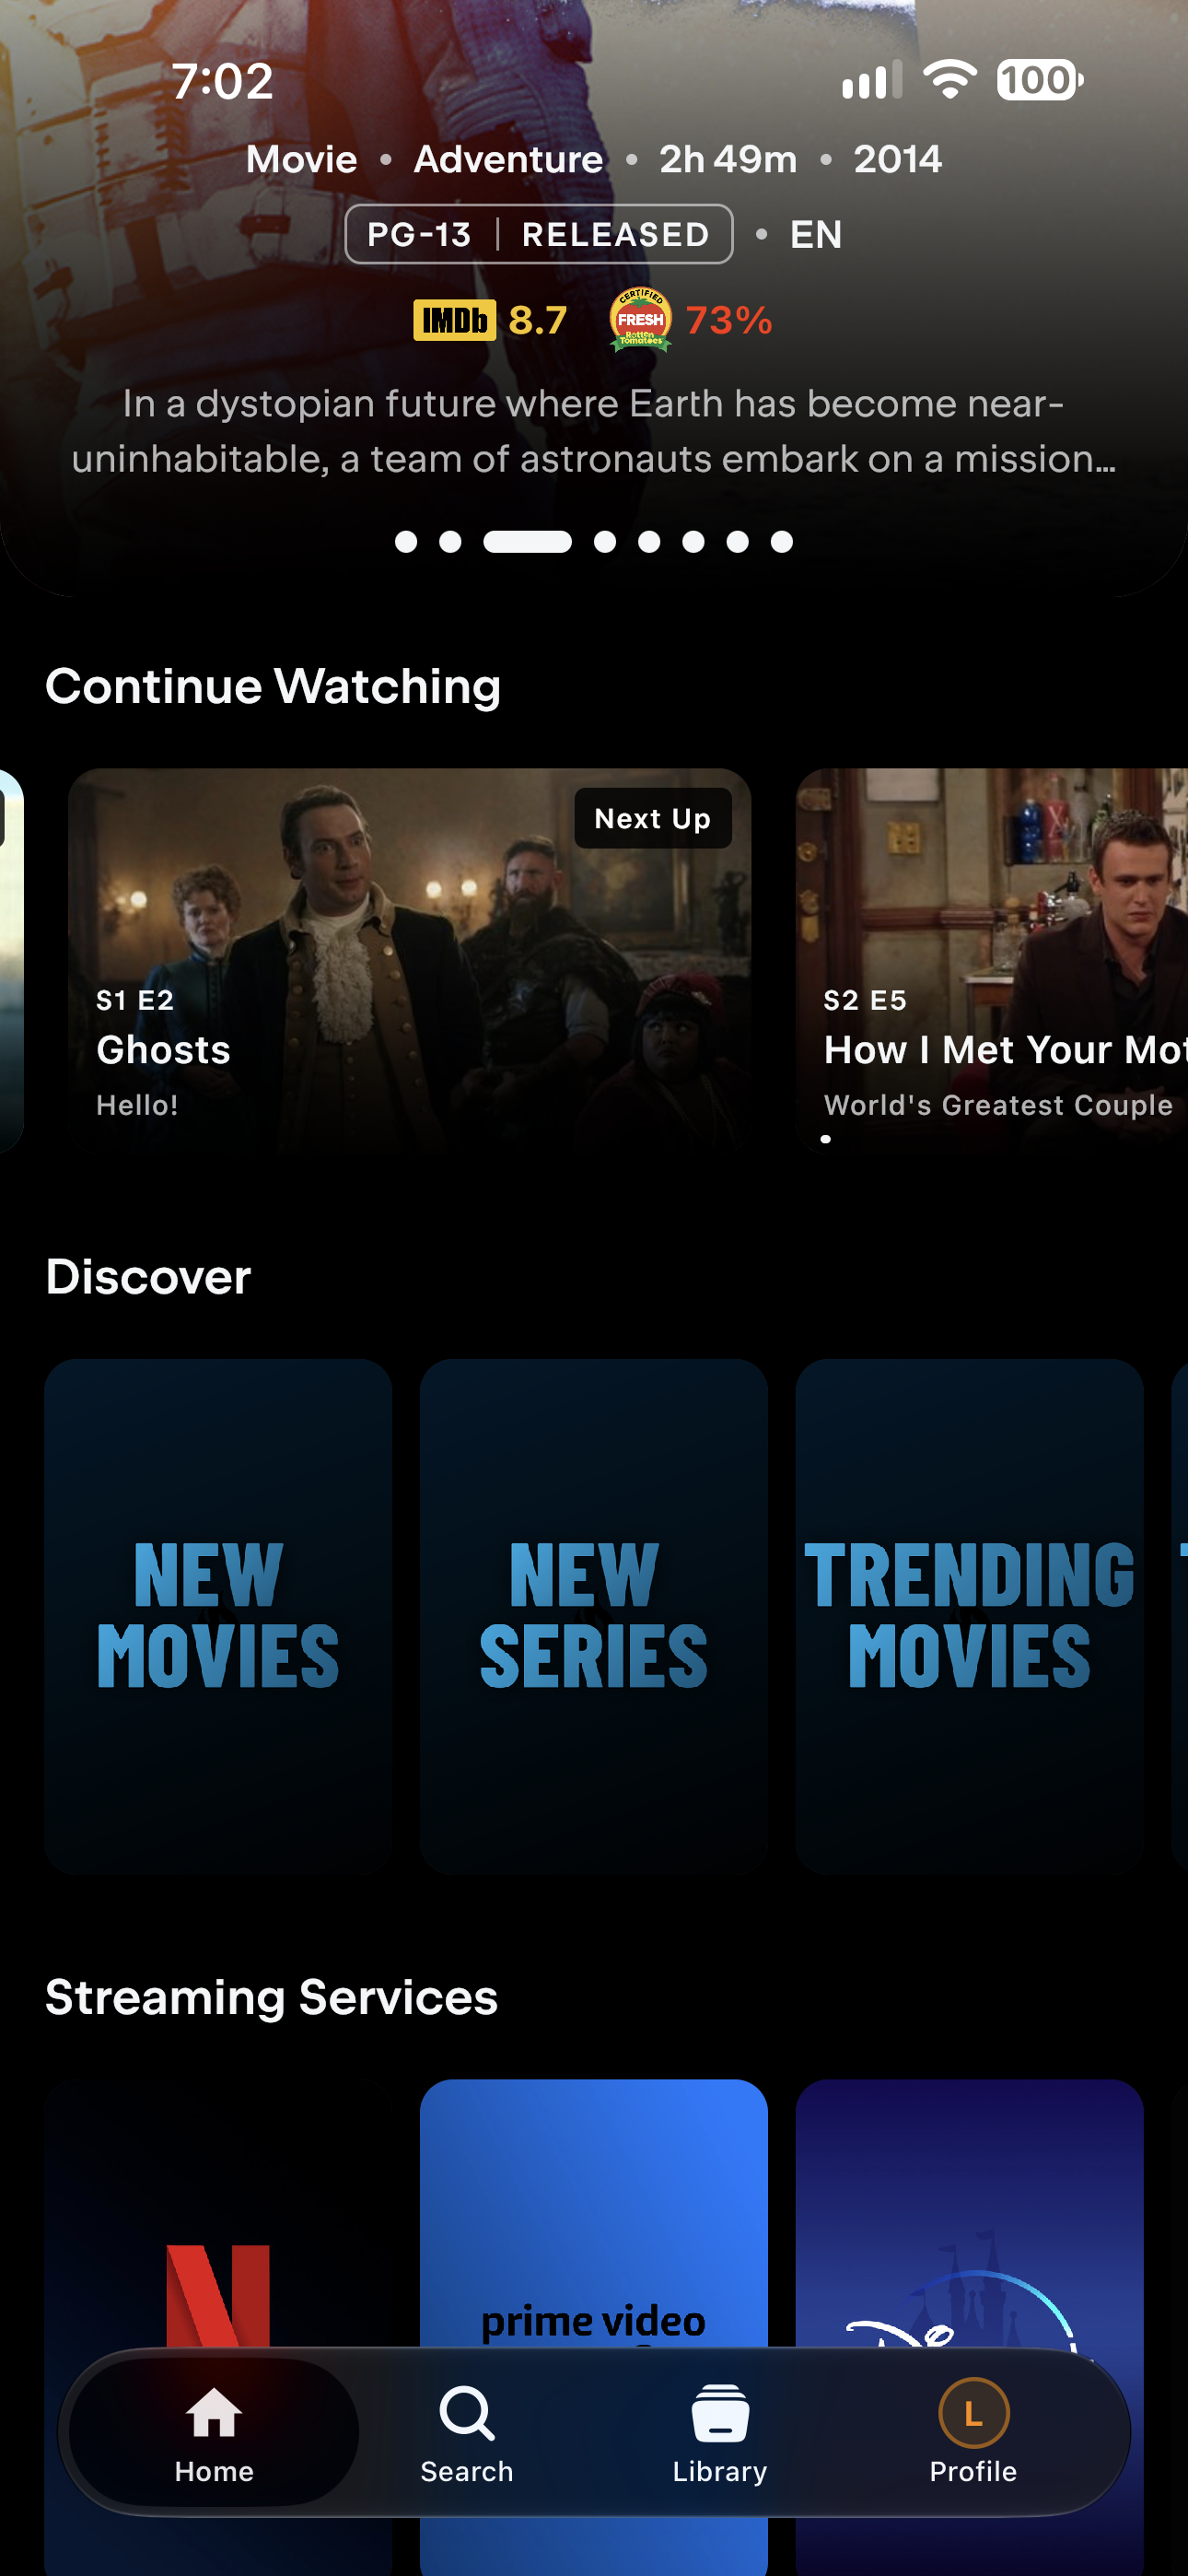 7:02
100
Movie • Adventure • 2h 49m • 2014
PG-13 | RELEASED • EN
IMDb 8.7 CERTIFIED FRESH Rotten Tomatoes 73%
In a dystopian future where Earth has become near-
uninhabitable, a team of astronauts embark on a mission...
Continue Watching
Next Up
S1 E2
Ghosts
Hello!
S2 E5
How I Met Your Mot
World's Greatest Couple
Discover
NEW
MOVIES
NEW
SERIES
TRENDING
MOVIES
Streaming Services
N
prime video
Home
Search
Library
L
Profile